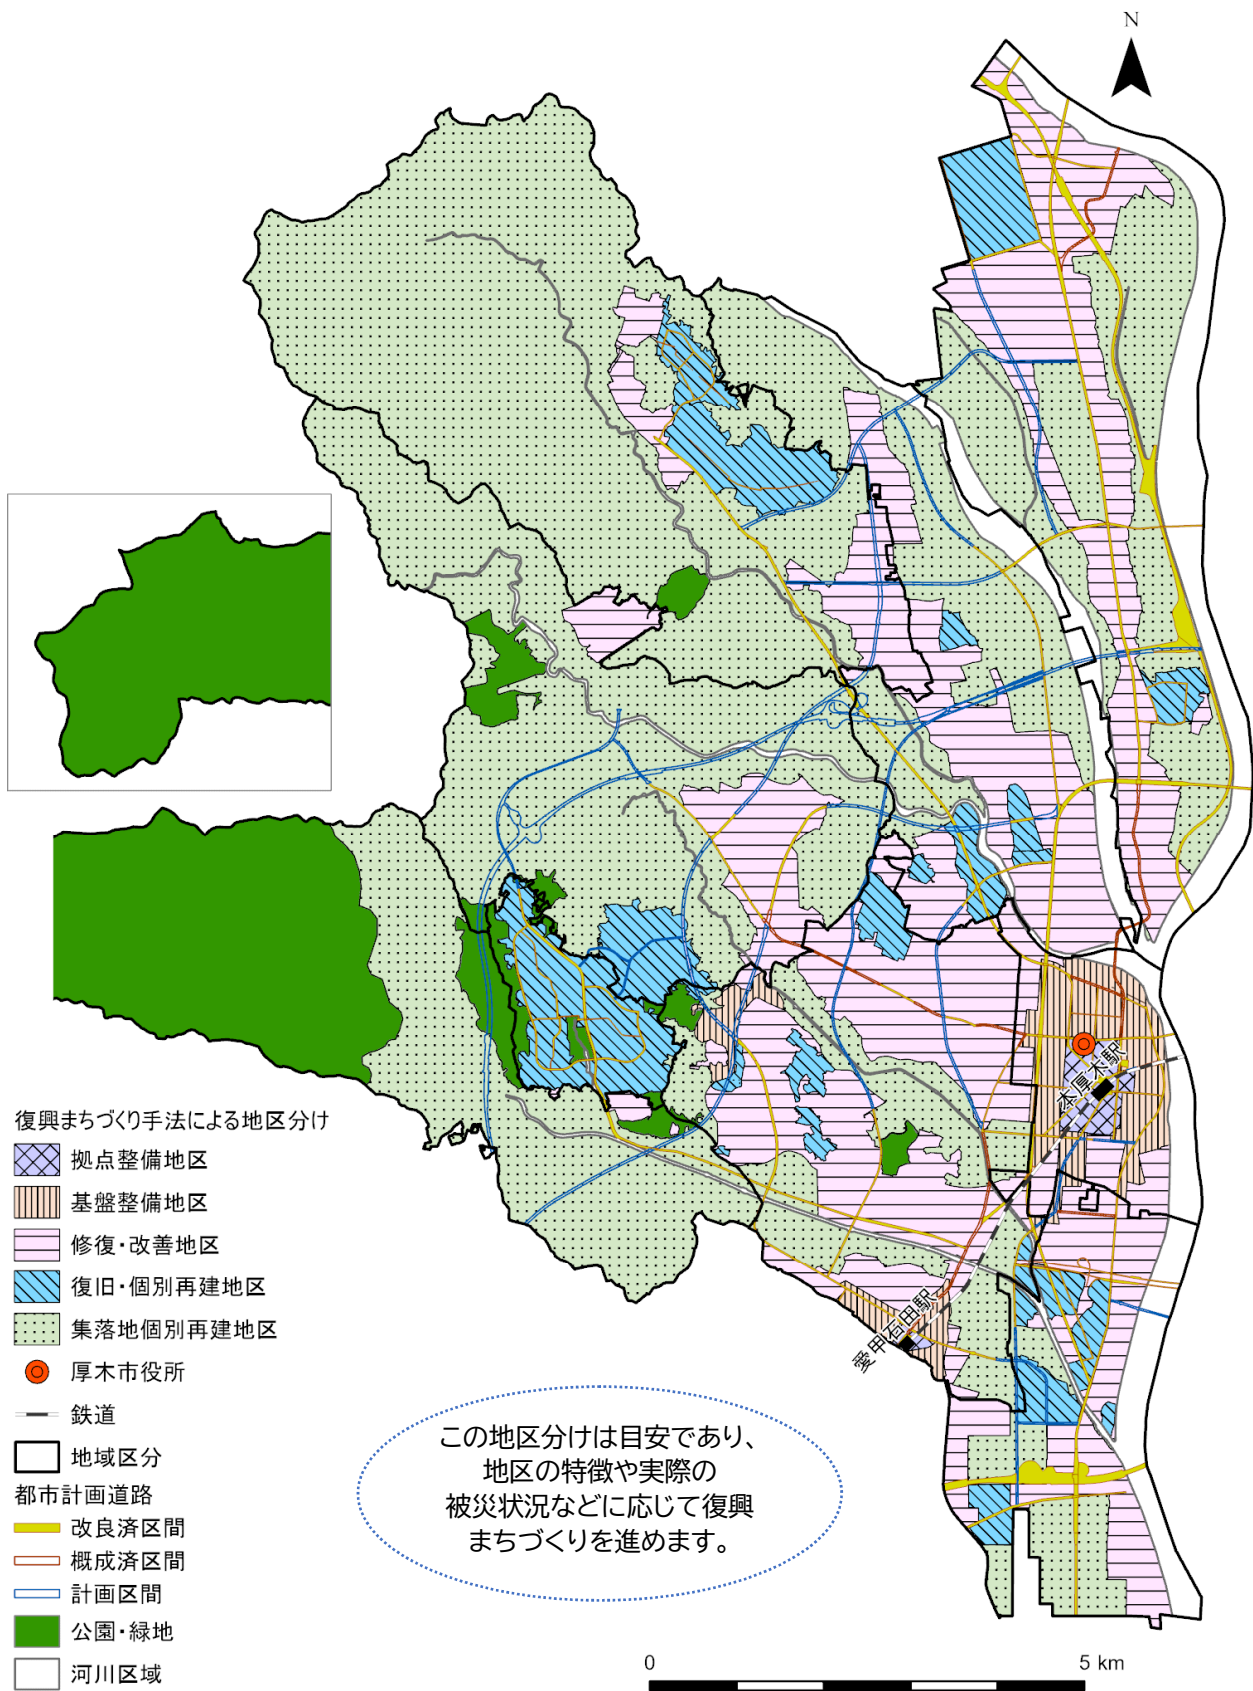 N
本厚木駅
愛甲石田駅
復興まちづくり手法による地区分け
拠点整備地区
基盤整備地区
修復・改善地区
復旧・個別再建地区
集落地個別再建地区
厚木市役所
鉄道
地域区分
都市計画道路
改良済区間
概成済区間
計画区間
公園・緑地
河川区域
この地区分けは目安であり、
地区の特徴や実際の
被災状況などに応じて復興
まちづくりを進めます。
0 5 km